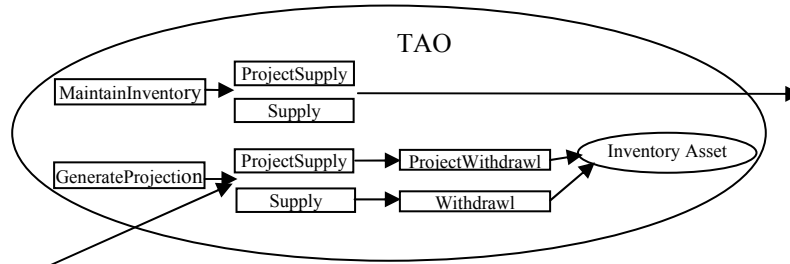 TAO
ProjectSupply
MaintainInventory
Supply
ProjectSupply
ProjectWithdrawl
Inventory Asset
GenerateProjection
Supply
Withdrawl